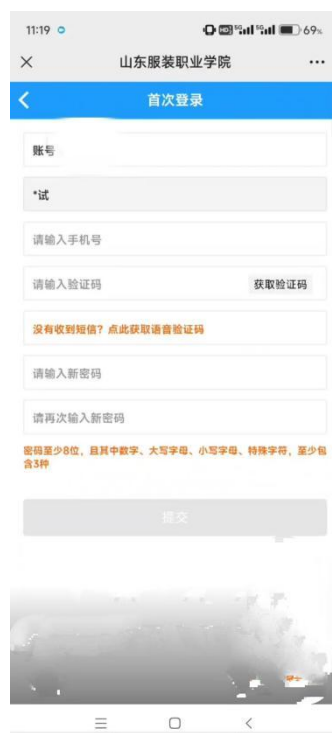 11:19
5G 5G 69%
山东服装职业学院
首次登录
账号
*试
请输入手机号
请输入验证码 获取验证码
没有收到短信？点此获取语音验证码
请输入新密码
请再次输入新密码
密码至少8位，且其中数字、大写字母、小写字母、特殊字符，至少包
含3种
提交